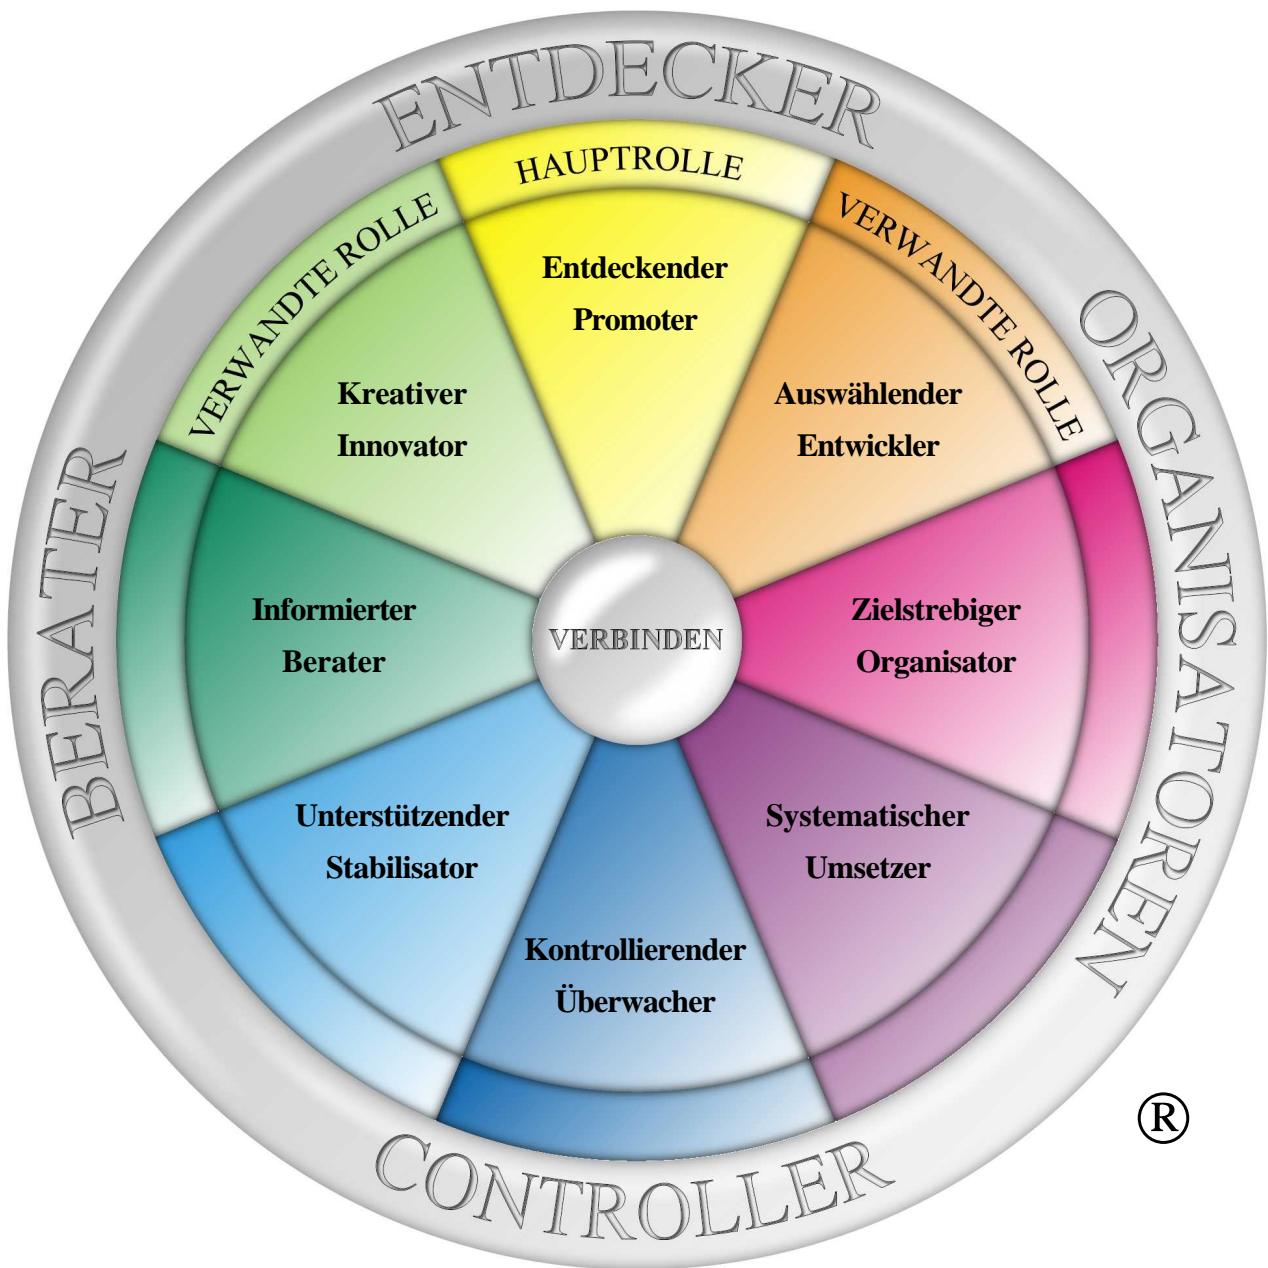 ENTDECKER
HAUPTROLLE
VERWANDTE ROLLE
VERWANDTE ROLLE
Entdeckender
Promoter
Kreativer
Innovator
Auswählender
Entwickler
ORGANISATOREN
BERATER
Informierter
Berater
VERBINDEN
Zielstrebiger
Organisator
Unterstützender
Stabilisator
Systematischer
Umsetzer
Kontrollierender
Überwacher
®
CONTROLLER